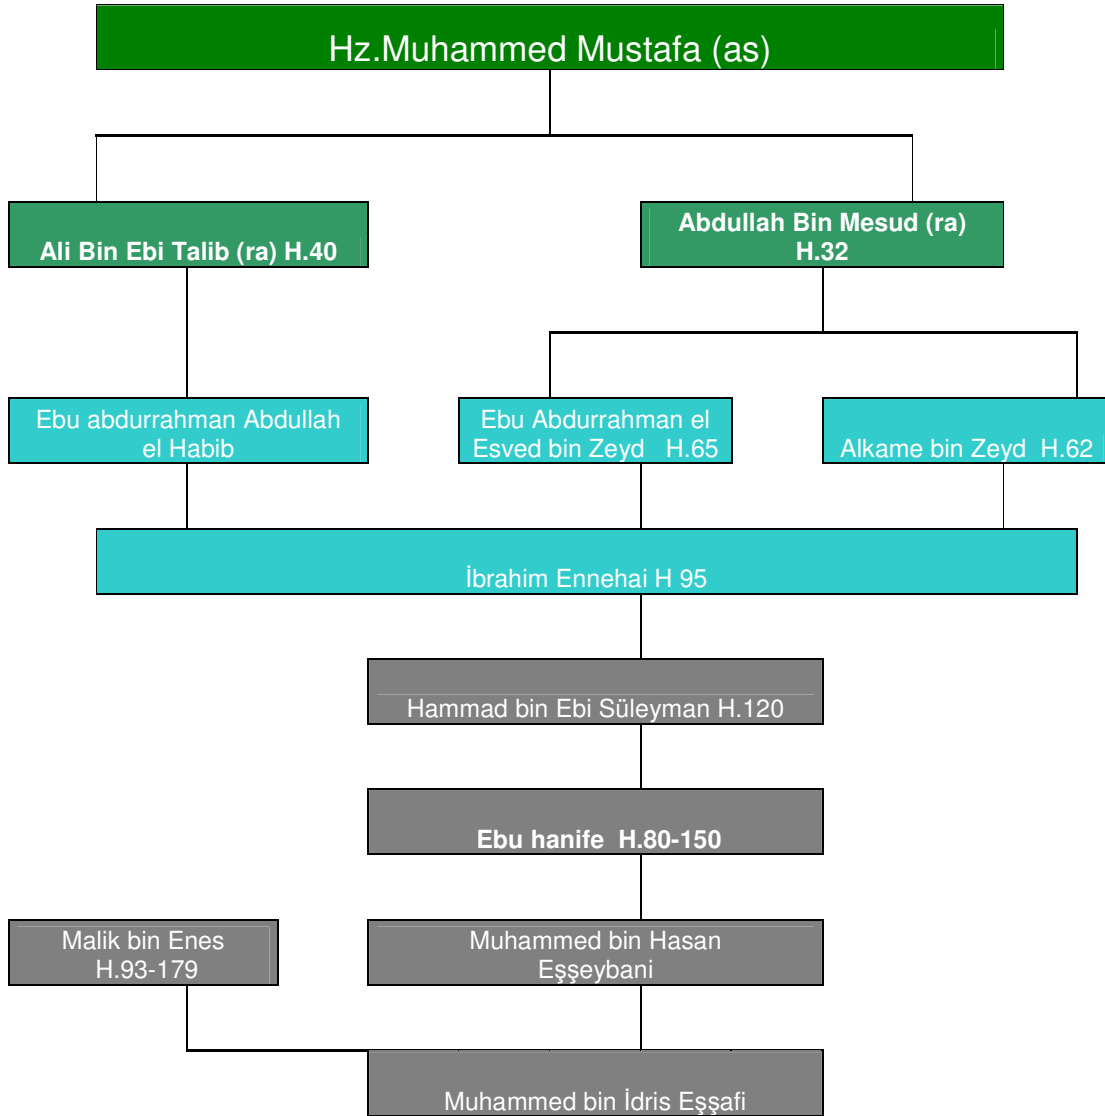 Hz.Muhammed Mustafa (as)
Ali Bin Ebi Talib (ra) H.40
Abdullah Bin Mesud (ra)
H.32
Ebu abdurrahman Abdullah
el Habib
Ebu Abdurrahman el
Esved bin Zeyd H.65
Alkame bin Zeyd H.62
İbrahim Ennehai H 95
Hammad bin Ebi Süleyman H.120
Ebu hanife H.80-150
Malik bin Enes
H.93-179
Muhammed bin Hasan
Eşşeybani
Muhammed bin İdris Eşşafi